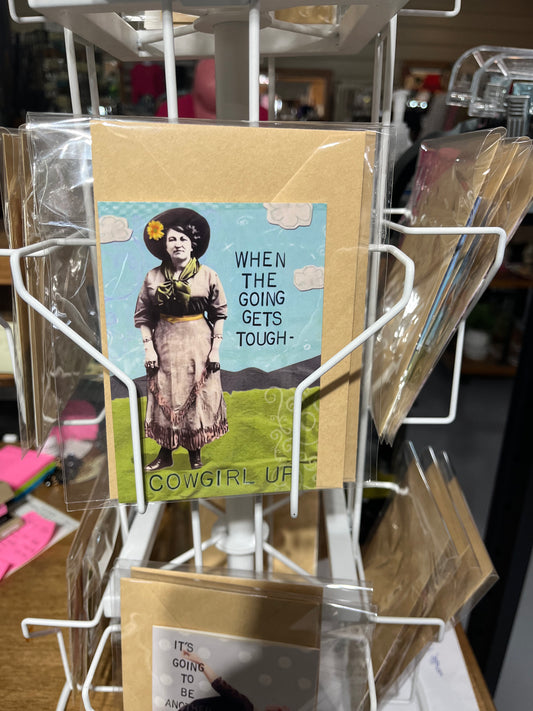 WHEN
THE
GOING
GETS
TOUGH-
COWGIRL UP
IT'S
GOING
TO
BE